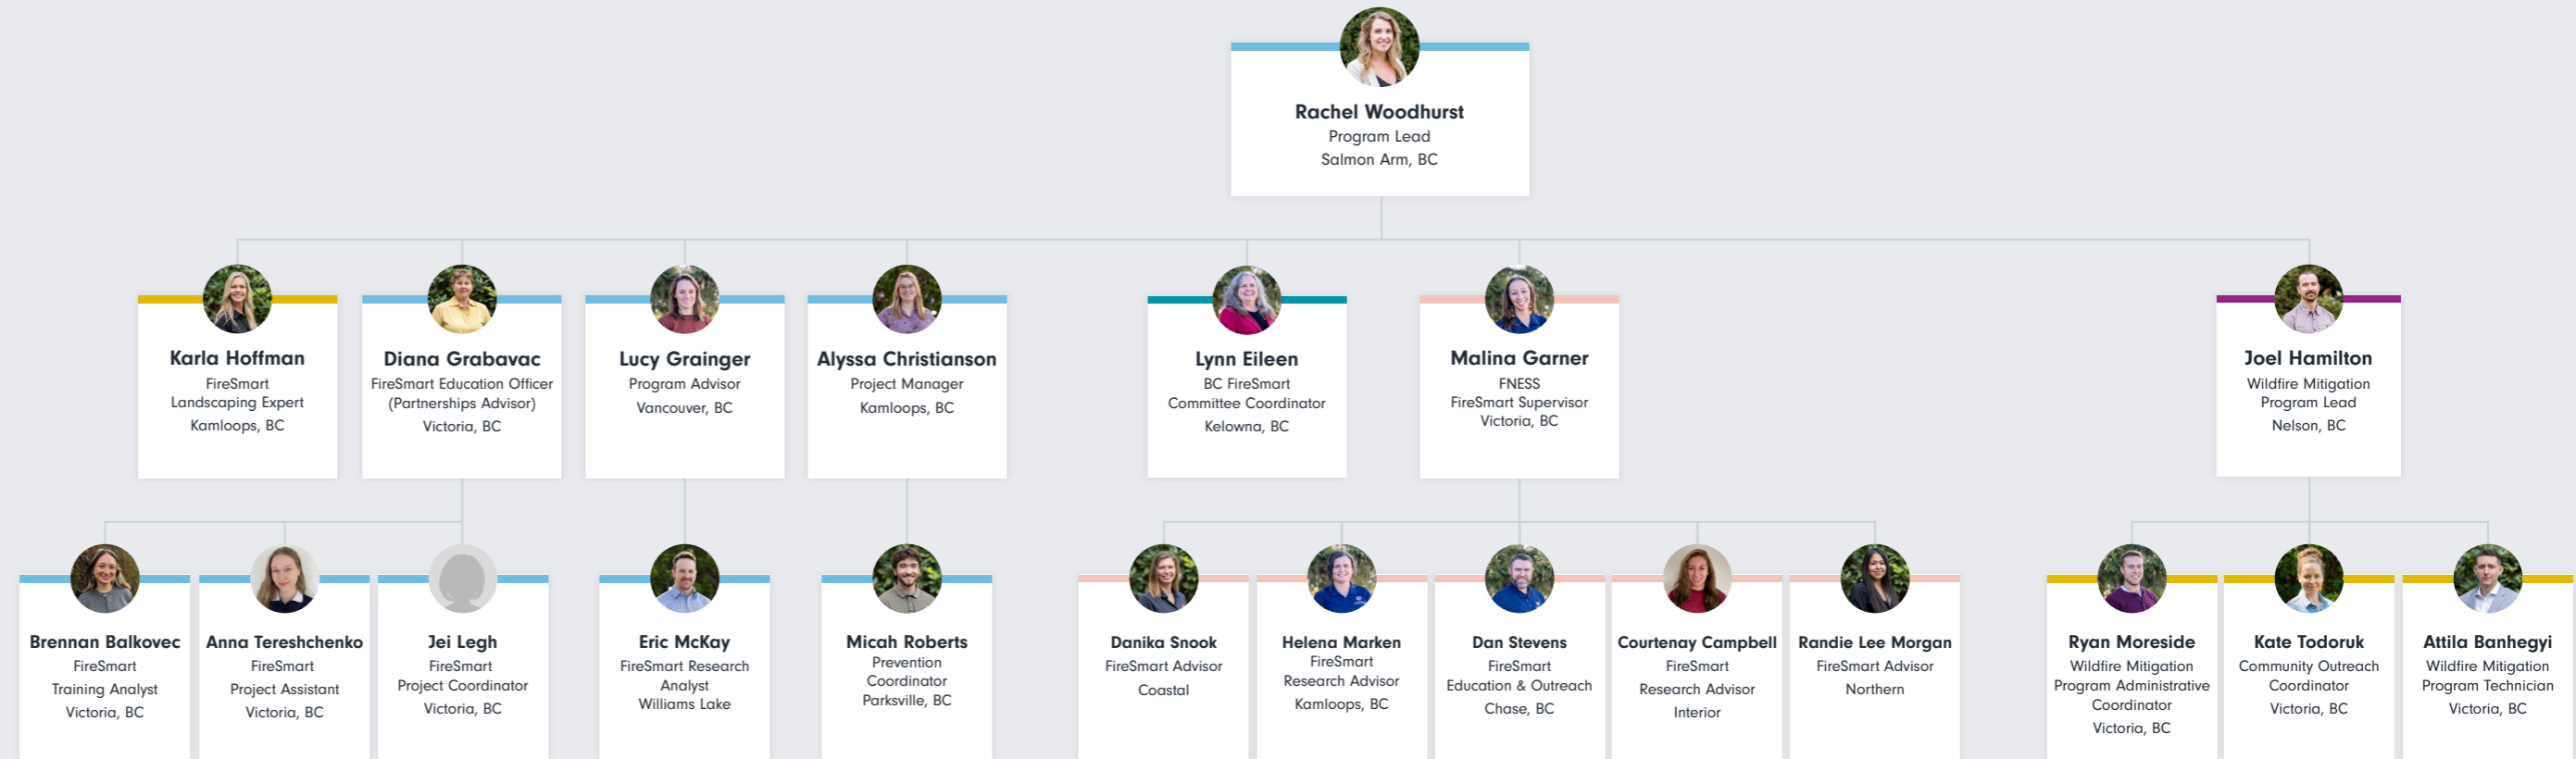 Rachel Woodhurst
Program Lead
Salmon Arm, BC
Karla Hoffman
FireSmart
Landscaping Expert
Kamloops, BC
Diana Grabavac
FireSmart Education Officer
(Partnerships Advisor)
Victoria, BC
Lucy Grainger
Program Advisor
Vancouver, BC
Alyssa Christianson
Project Manager
Kamloops, BC
Lynn Eileen
BC FireSmart
Committee Coordinator
Kelowna, BC
Malina Garner
FNESS
FireSmart Supervisor
Victoria, BC
Joel Hamilton
Wildfire Mitigation
Program Lead
Nelson, BC
Brennan Balkovec
FireSmart
Training Analyst
Victoria, BC
Anna Tereshchenko
FireSmart
Project Assistant
Victoria, BC
Jei Legh
FireSmart
Project Coordinator
Victoria, BC
Eric McKay
FireSmart Research
Analyst
Williams Lake
Micah Roberts
Prevention
Coordinator
Parksville, BC
Danika Snook
FireSmart Advisor
Coastal
Helena Marken
FireSmart
Research Advisor
Kamloops, BC
Dan Stevens
FireSmart
Education & Outreach
Chase, BC
Courtenay Campbell
FireSmart
Research Advisor
Interior
Randie Lee Morgan
FireSmart Advisor
Northern
Ryan Moreside
Wildfire Mitigation
Program Administrative
Coordinator
Victoria, BC
Kate Todoruk
Community Outreach
Coordinator
Victoria, BC
Attila Banhegyi
Wildfire Mitigation
Program Technician
Victoria, BC